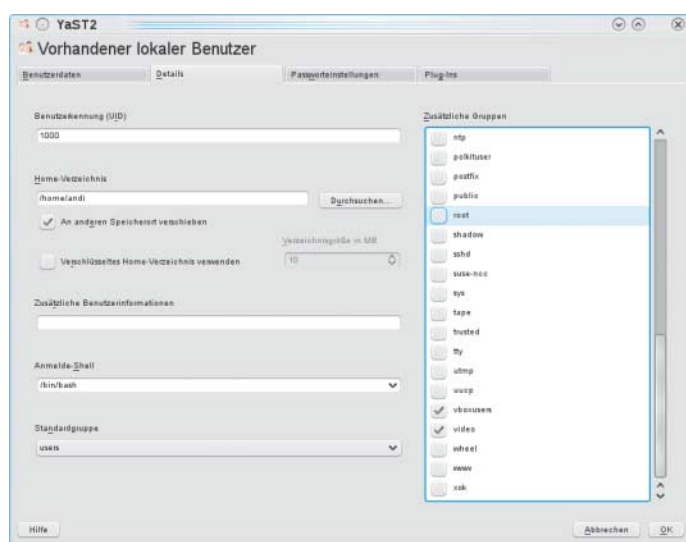 YaST2
Vorhandener lokaler Benutzer
Benutzerdaten
Details
Passworteinstellungen
Plug-Ins
Benutzerkennung (UID)
1000
Home-Verzeichnis
/home/andi
Durchsuchen...
An anderen Speicherort verschieben
Verzeichnisgröße in MB
Verschlüsseltes Home-Verzeichnis verwenden
10
Zusätzliche Benutzerinformationen
Anmelde-Shell
/bin/bash
Standardgruppe
users
Zusätzliche Gruppen
ntp
polkituser
postfix
public
root
shadow
sshd
suse-ncc
sys
tape
trusted
tty
utmp
uucp
vboxusers
video
wheel
www
xok
Hilfe
Abbrechen
OK